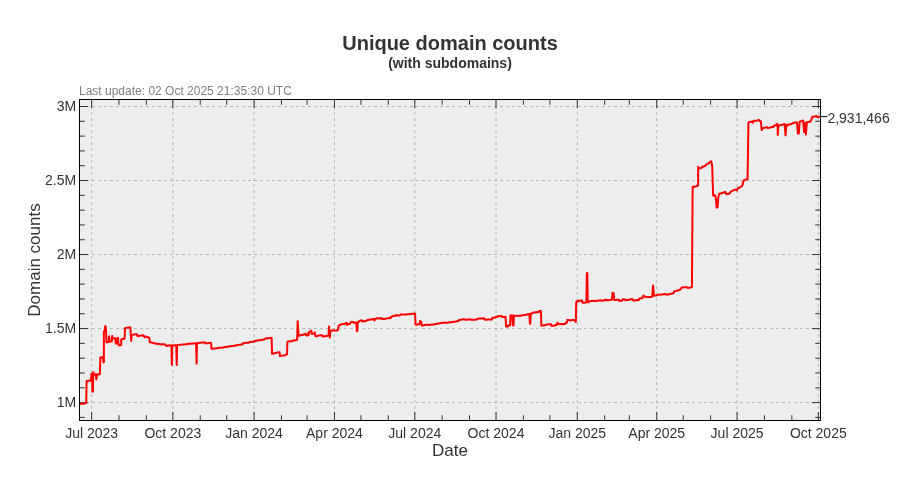 Unique domain counts
(with subdomains)
Last update: 02 Oct 2025 21:35:30 UTC
3M
2,931,466
2.5M
2M
1.5M
1M
Domain counts
Jul 2023 Oct 2023 Jan 2024 Apr 2024 Jul 2024 Oct 2024 Jan 2025 Apr 2025 Jul 2025 Oct 2025
Date